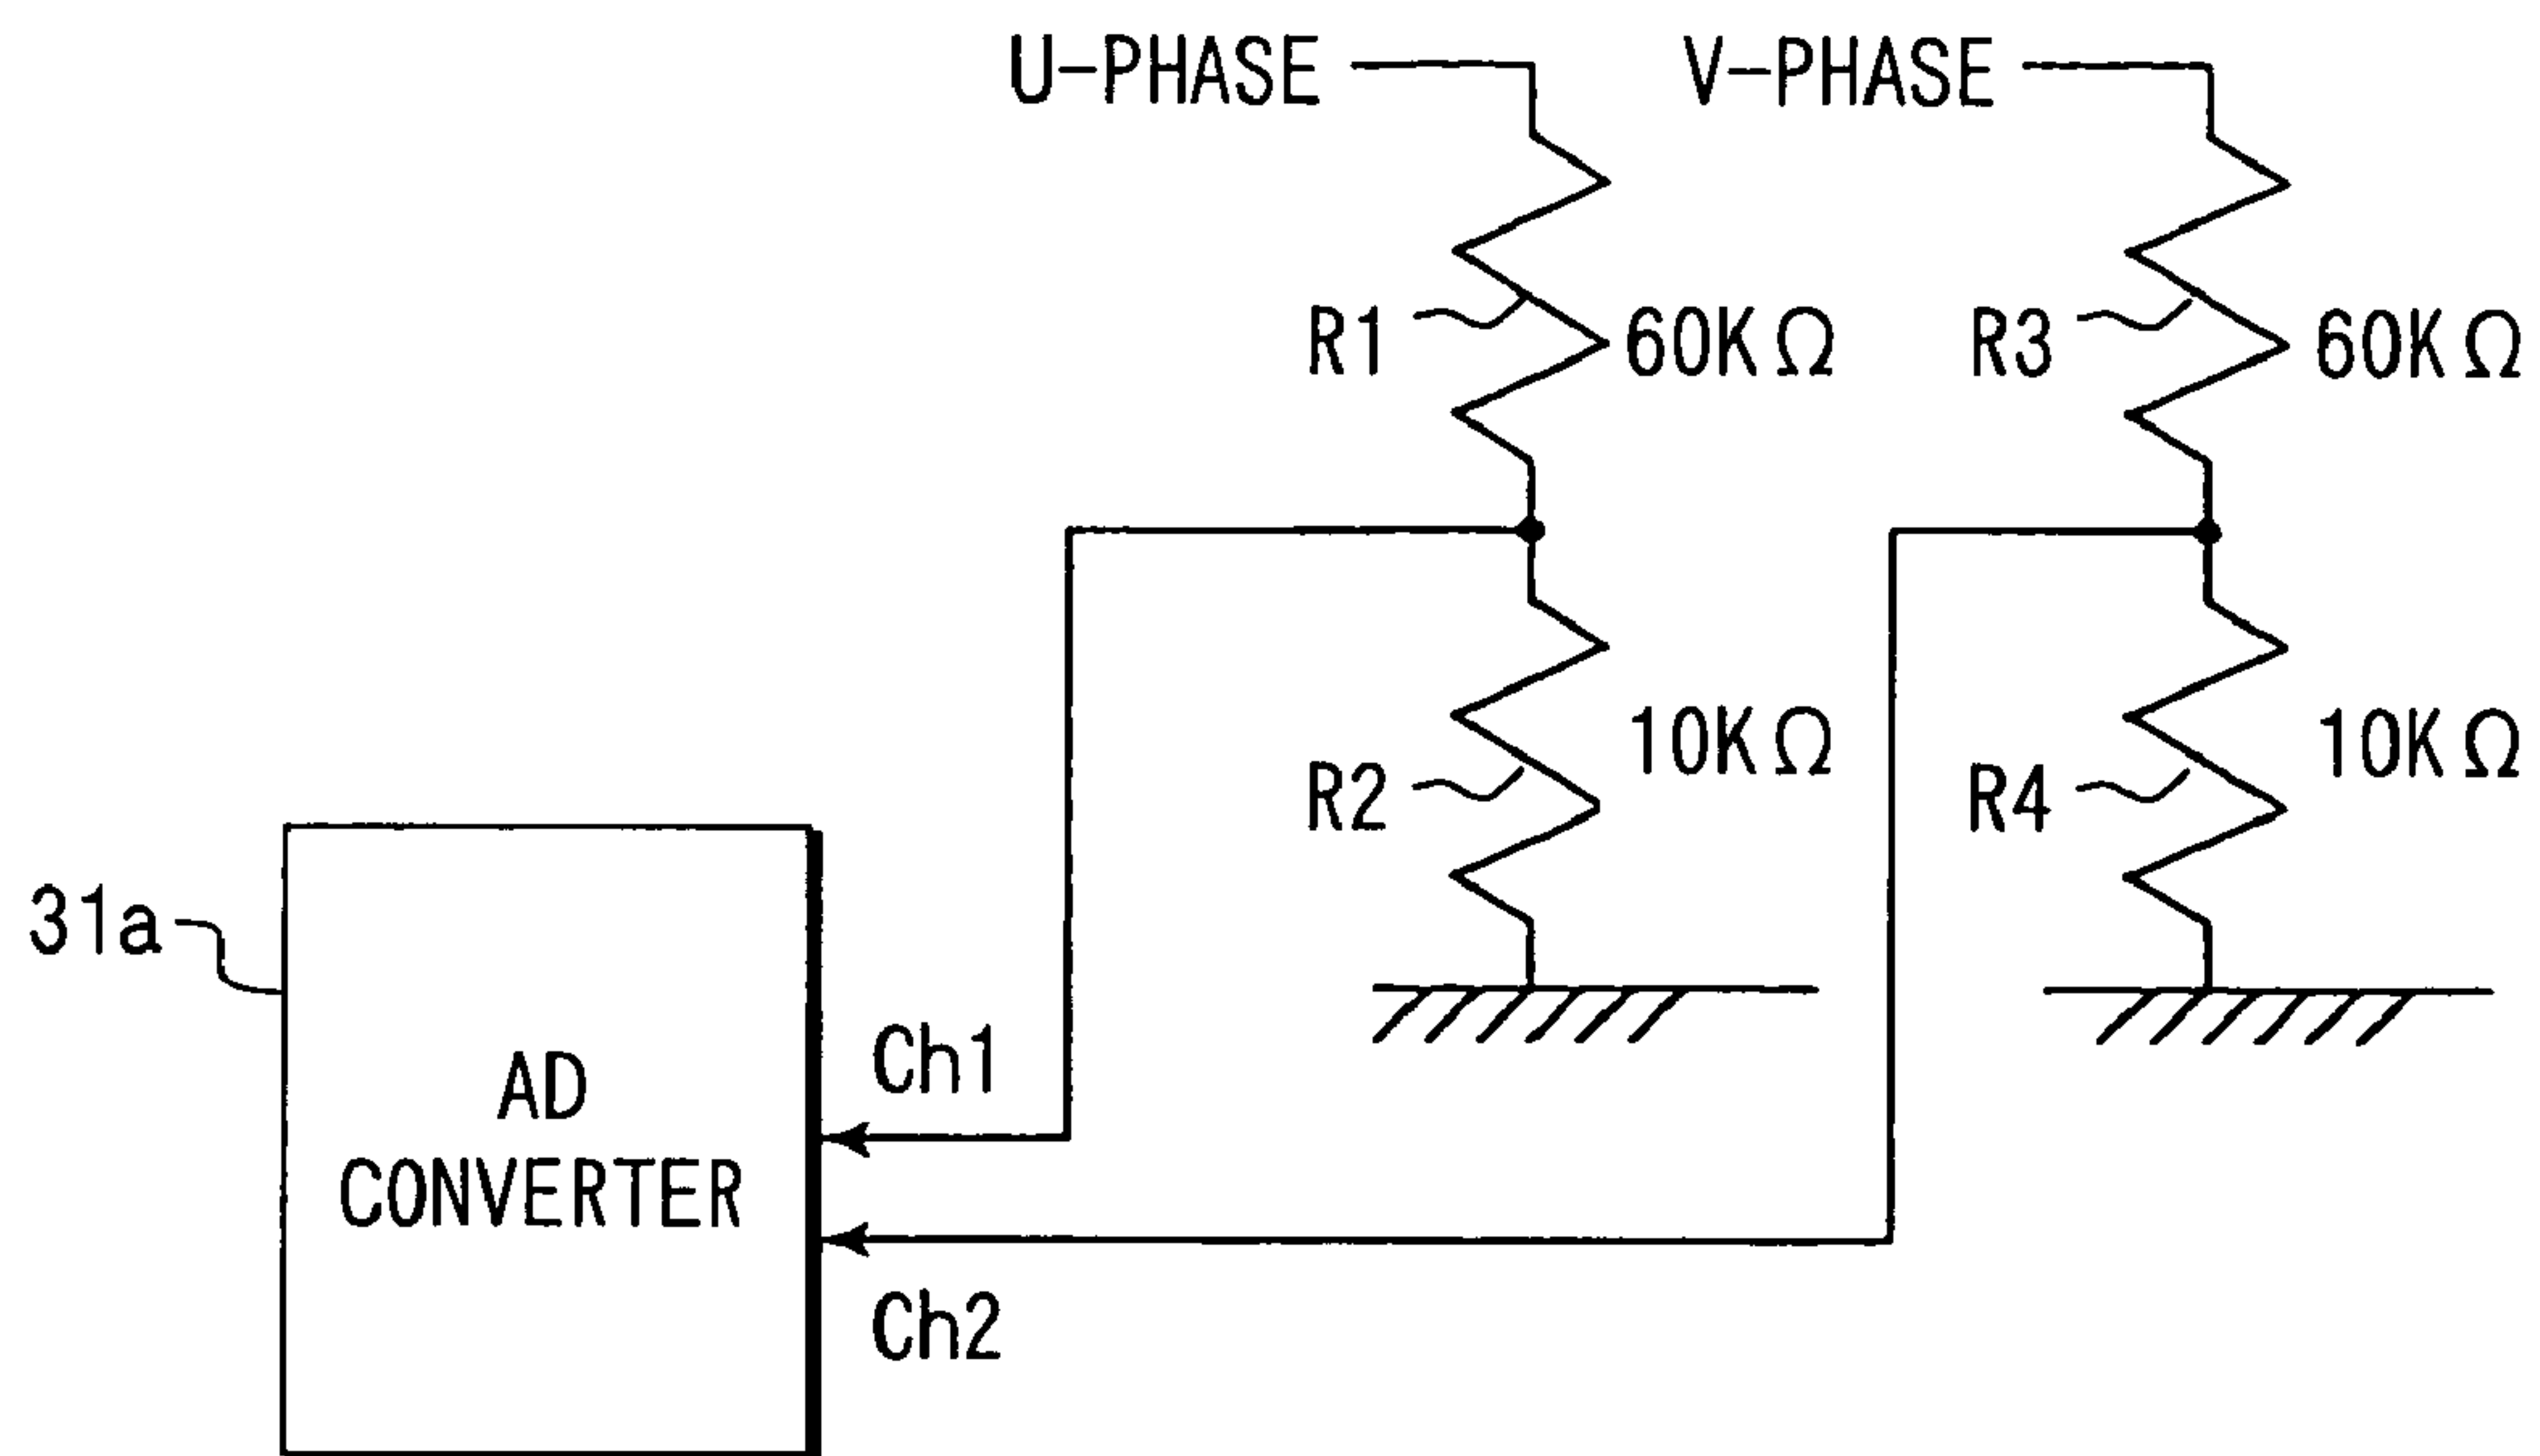 U-PHASE
V-PHASE
R1
60KΩ
R3
60KΩ
R2
10KΩ
R4
10KΩ
31a
AD
CONVERTER
Ch1
Ch2